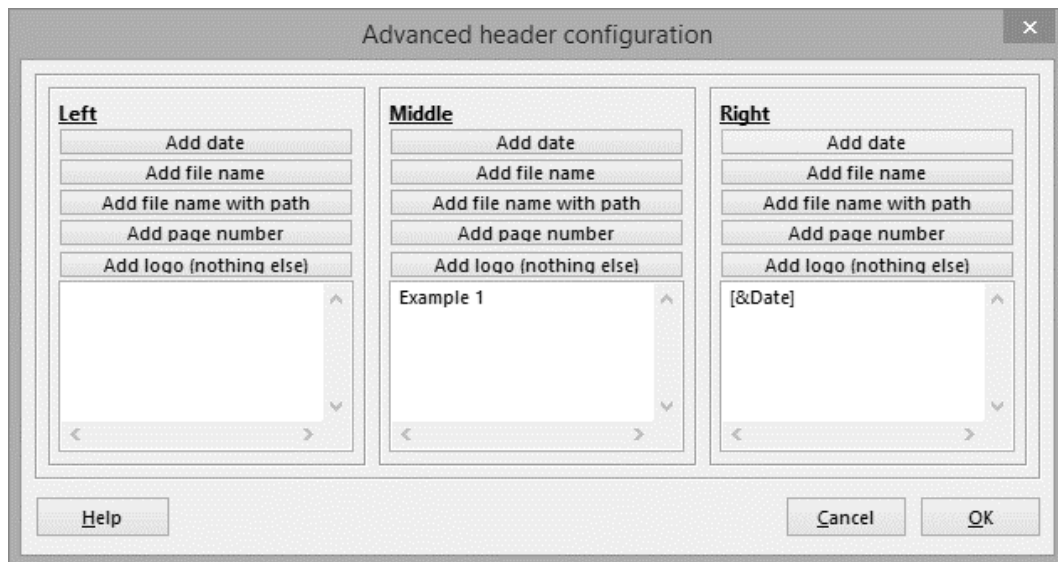 Advanced header configuration
Left
Add date
Add file name
Add file name with path
Add page number
Add logo (nothing else)
Middle
Add date
Add file name
Add file name with path
Add page number
Add logo (nothing else)
Example 1
Right
Add date
Add file name
Add file name with path
Add page number
Add logo (nothing else)
[&Date]
Help
Cancel
OK